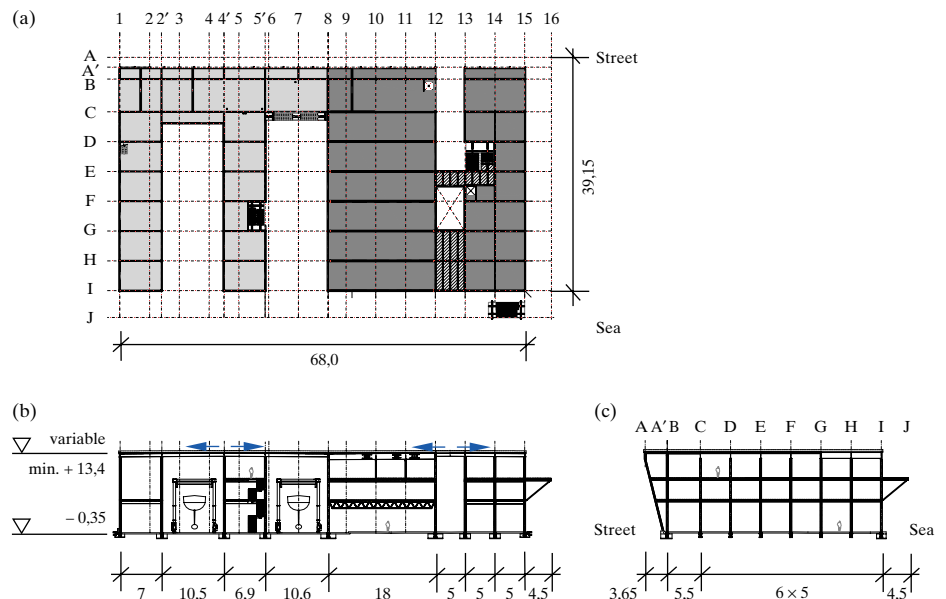 (a)
1 2 2′ 3 4 4′ 5 5′ 6 7 8 9 10 11 12 13 14 15 16
A
A′
B
C
D
E
F
G
H
I
J
Street
39,15
Sea
68,0
(b)
variable
min. + 13,4
– 0,35
7 10,5 6,9 10,6 18 5 5 5 4,5
(c)
A A′ B C D E F G H I J
Street
Sea
3,65 5,5 6 × 5 4,5